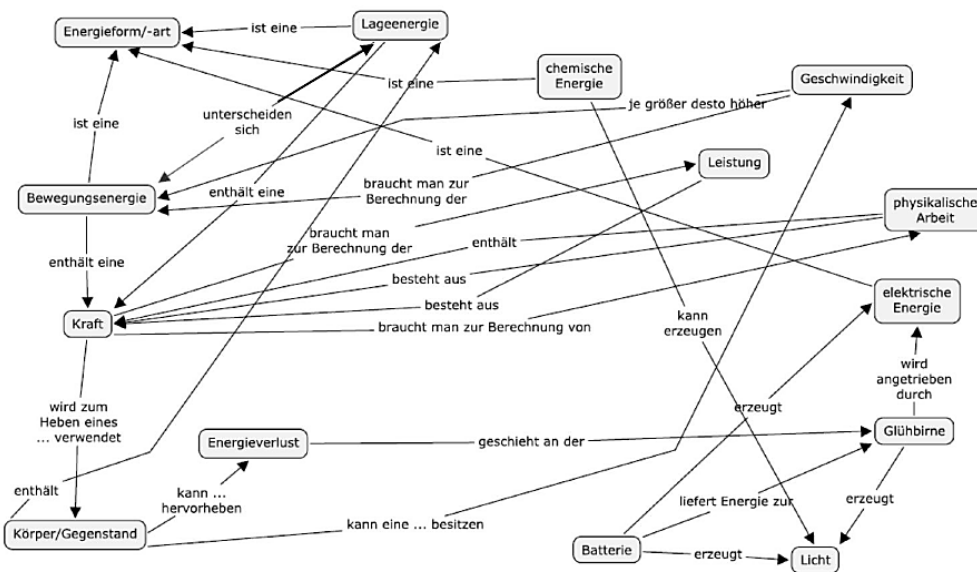 Energieform/-art
ist eine
Lageenergie
chemische
Energie
Geschwindigkeit
ist eine
je größer desto höher
unterscheiden
sich
ist eine
ist eine
Leistung
Bewegungsenergie
enthält eine
braucht man zur
Berechnung der
physikalische
Arbeit
braucht man
zur Berechnung der
enthält
enthält eine
besteht aus
elektrische
Energie
besteht aus
Kraft
braucht man zur Berechnung von
kann
erzeugen
wird
angetrieben
durch
wird zum
Heben eines
... verwendet
erzeugt
Energieverlust
geschieht an der
Glühbirne
enthält
kann ...
hervorheben
liefert Energie zur
erzeugt
Körper/Gegenstand
kann eine ... besitzen
Batterie
erzeugt
Licht